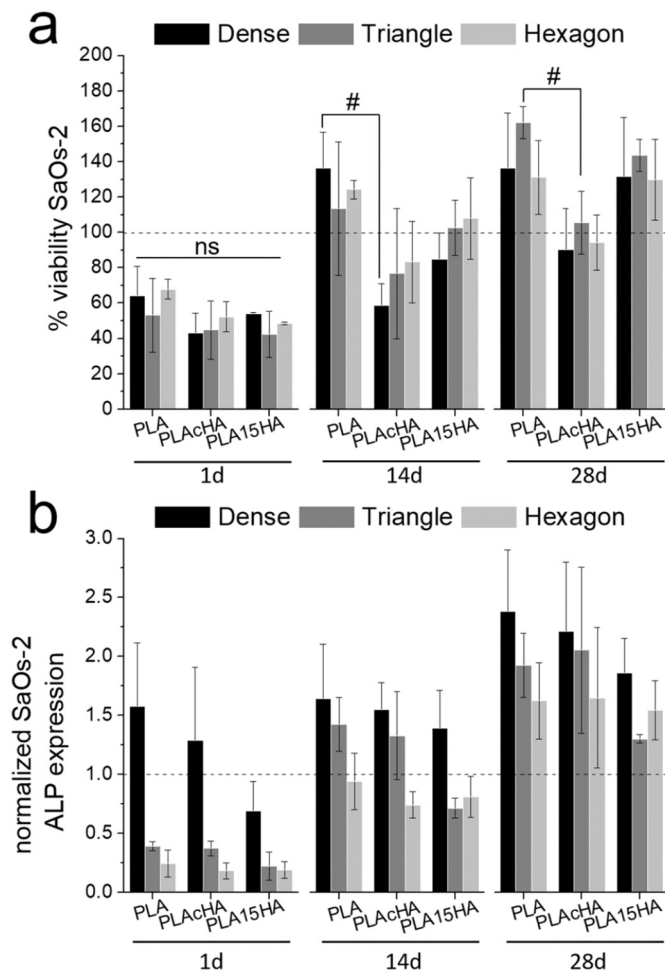 a
Dense Triangle Hexagon
% viability SaOs-2
200
180
160
140
120
100
80
60
40
20
0
ns
#
#
PLA PLAcHA PLA15HA PLA PLAcHA PLA15HA PLA PLAcHA PLA15HA
1d 14d 28d
b
Dense Triangle Hexagon
normalized SaOs-2
ALP expression
3.0
2.5
2.0
1.5
1.0
0.5
0.0
PLA PLAcHA PLA15HA PLA PLAcHA PLA15HA PLA PLAcHA PLA15HA
1d 14d 28d